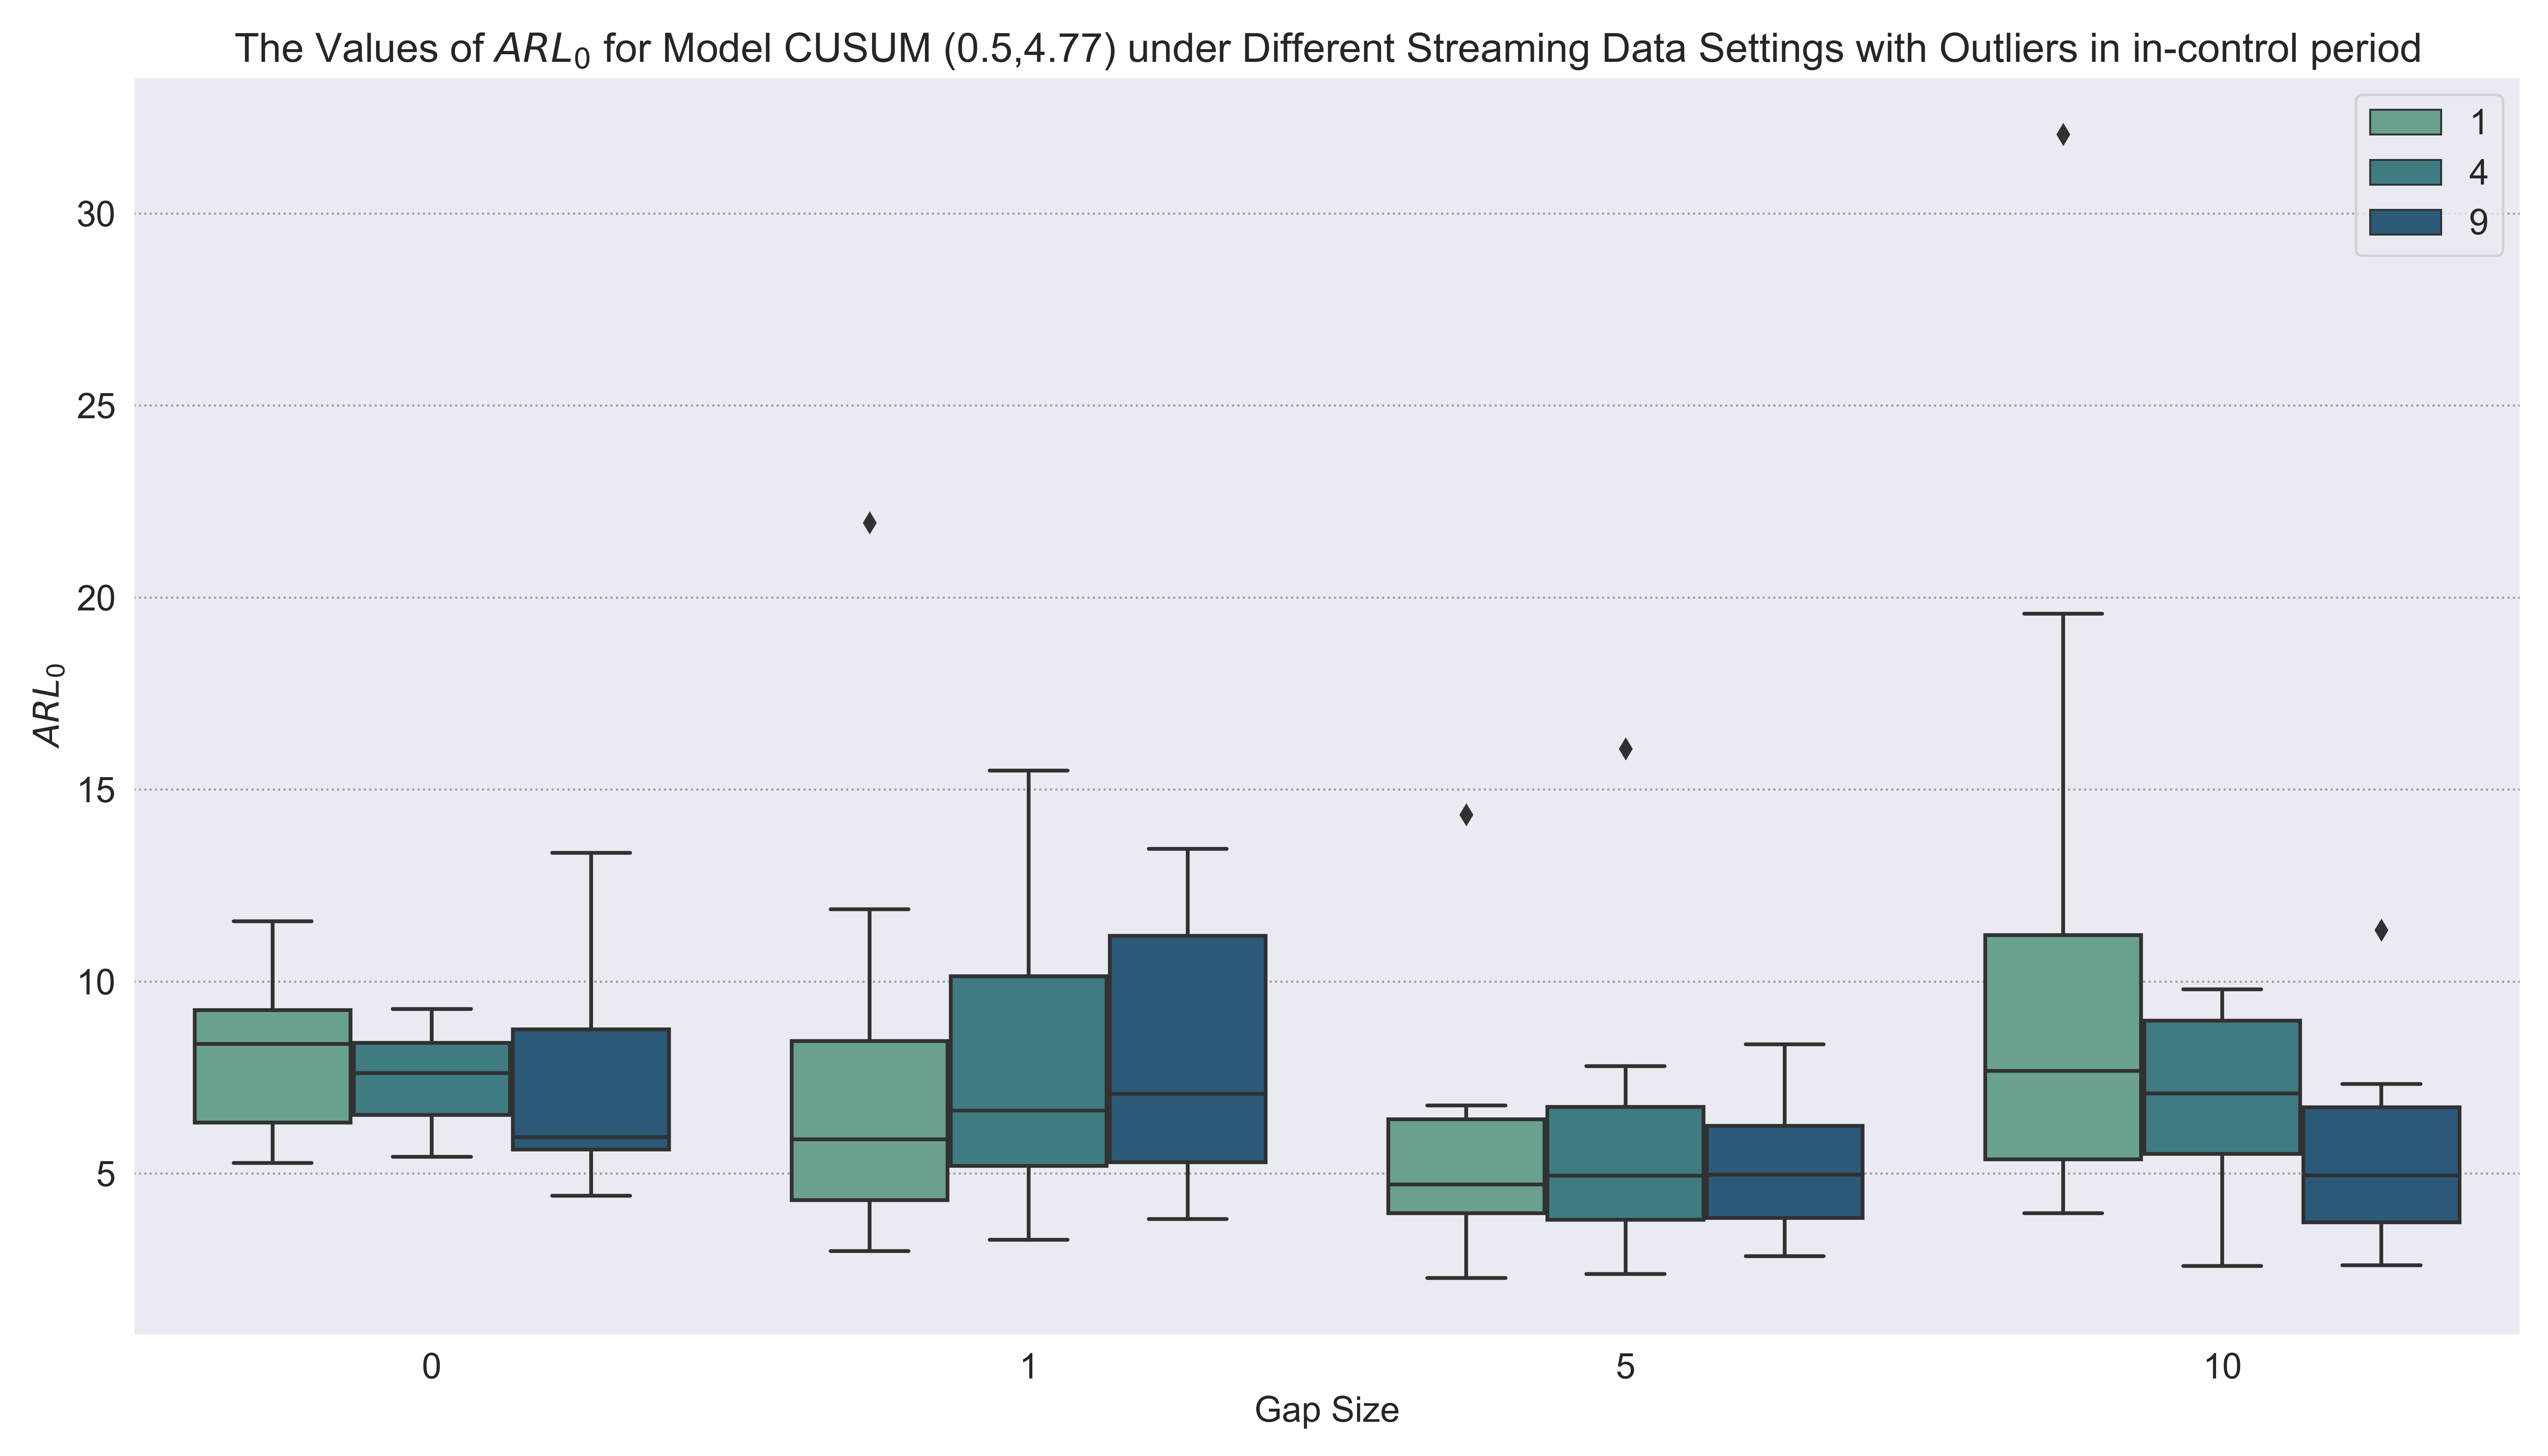 The Values of ARL₀ for Model CUSUM (0.5,4.77) under Different Streaming Data Settings with Outliers in in-control period
1
4
9
30
25
20
15
10
5
ARL₀
0 1 5 10
Gap Size